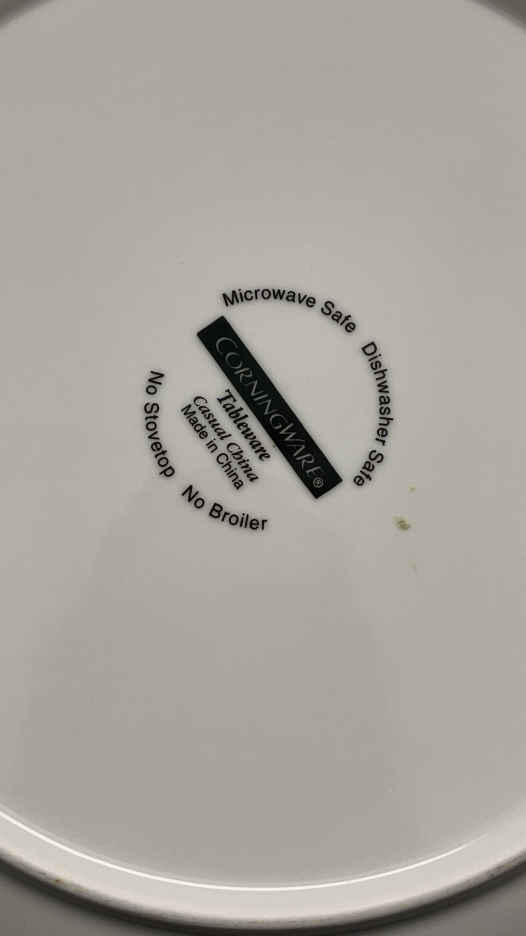 Microwave Safe
Dishwasher Safe
CORNINGWARE®
Tableware
Casual China
Made in China
No Stovetop
No Broiler